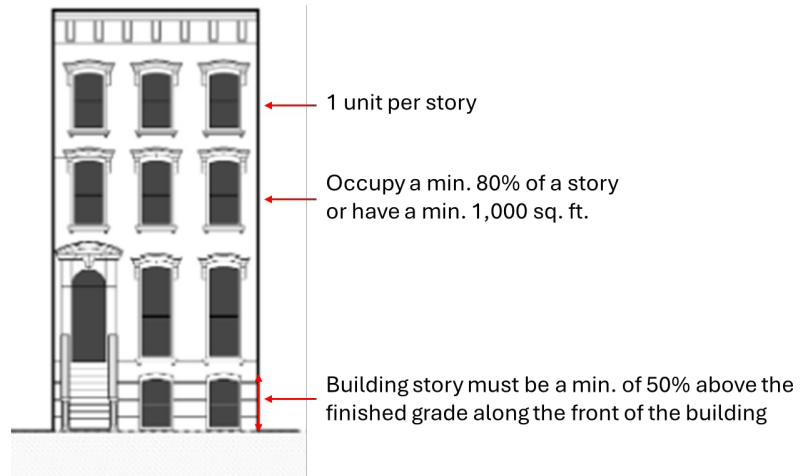 1 unit per story
Occupy a min. 80% of a story
or have a min. 1,000 sq. ft.
Building story must be a min. of 50% above the
finished grade along the front of the building